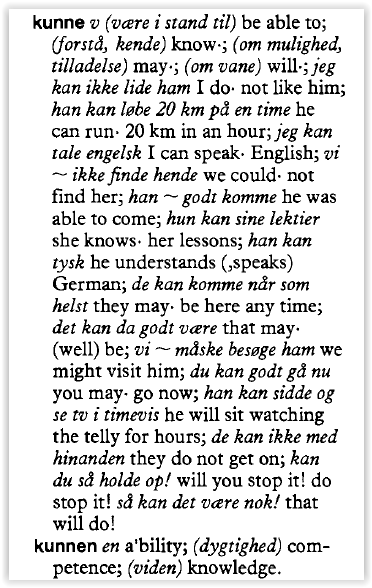 kunne v (være i stand til) be able to;
(forstå, kende) know·; (om mulighed,
tilladelse) may·; (om vane) will·; jeg
kan ikke lide ham I do· not like him;
han kan løbe 20 km på en time he
can run· 20 km in an hour; jeg kan
tale engelsk I can speak· English; vi
~ ikke finde hende we could· not
find her; han ~ godt komme he was
able to come; hun kan sine lektier
she knows· her lessons; han kan
tysk he understands (,speaks)
German; de kan komme når som
helst they may· be here any time;
det kan da godt være that may·
(well) be; vi ~ måske besøge ham we
might visit him; du kan godt gå nu
you may· go now; han kan sidde og
se tv i timevis he will sit watching
the telly for hours; de kan ikke med
hinanden they do not get on; kan
du så holde op! will you stop it! do
stop it! så kan det være nok! that
will do!
kunnen en a'bility; (dygtighed) com-
petence; (viden) knowledge.